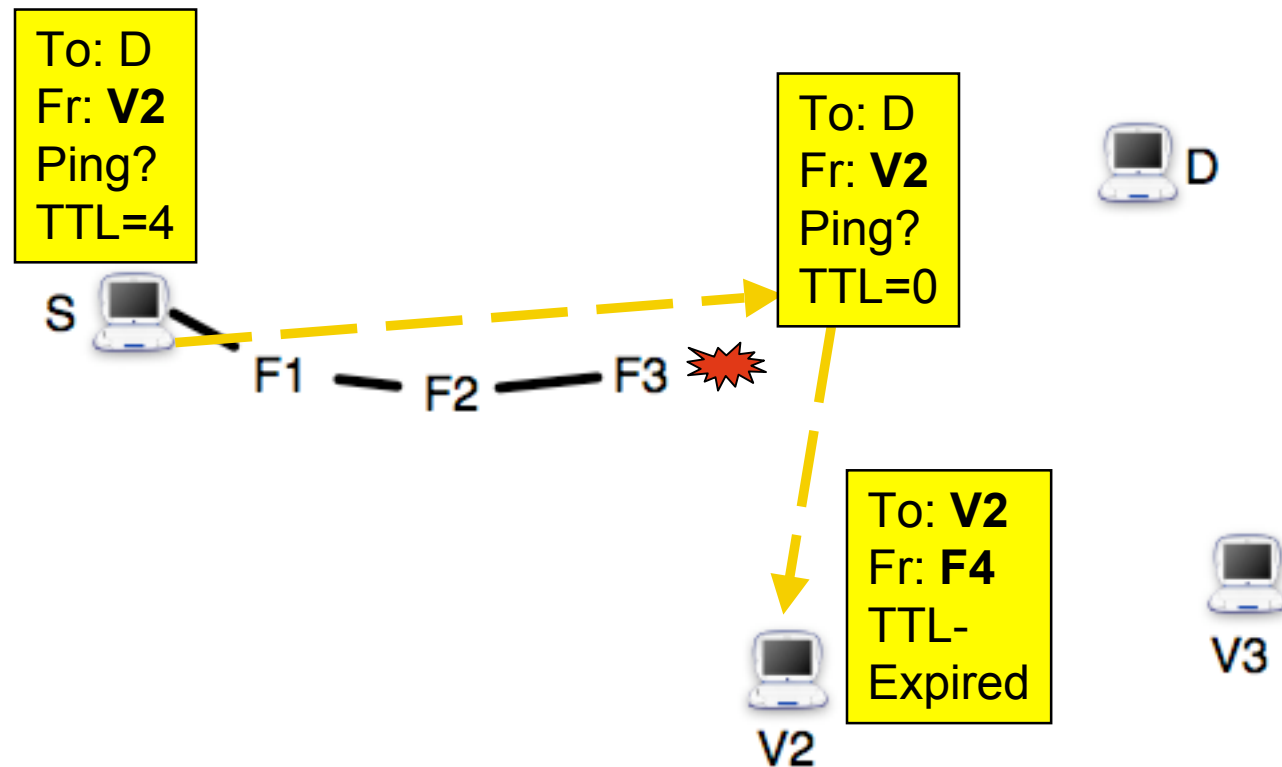 To: D
Fr: V2
Ping?
TTL=4
To: D
Fr: V2
Ping?
TTL=0
D
S
F1
F2
F3
To: V2
Fr: F4
TTL-
Expired
V2
V3